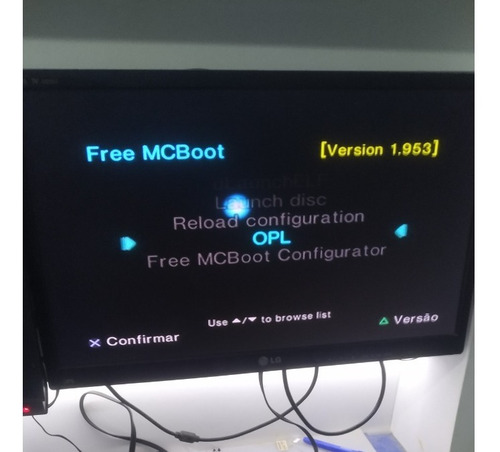 Free MCBoot
[Version 1.953]
Launch disc
Reload configuration
OPL
Free MCBoot Configurator
Use ▲/▼ to browse list
Confirmar
Versão
LG